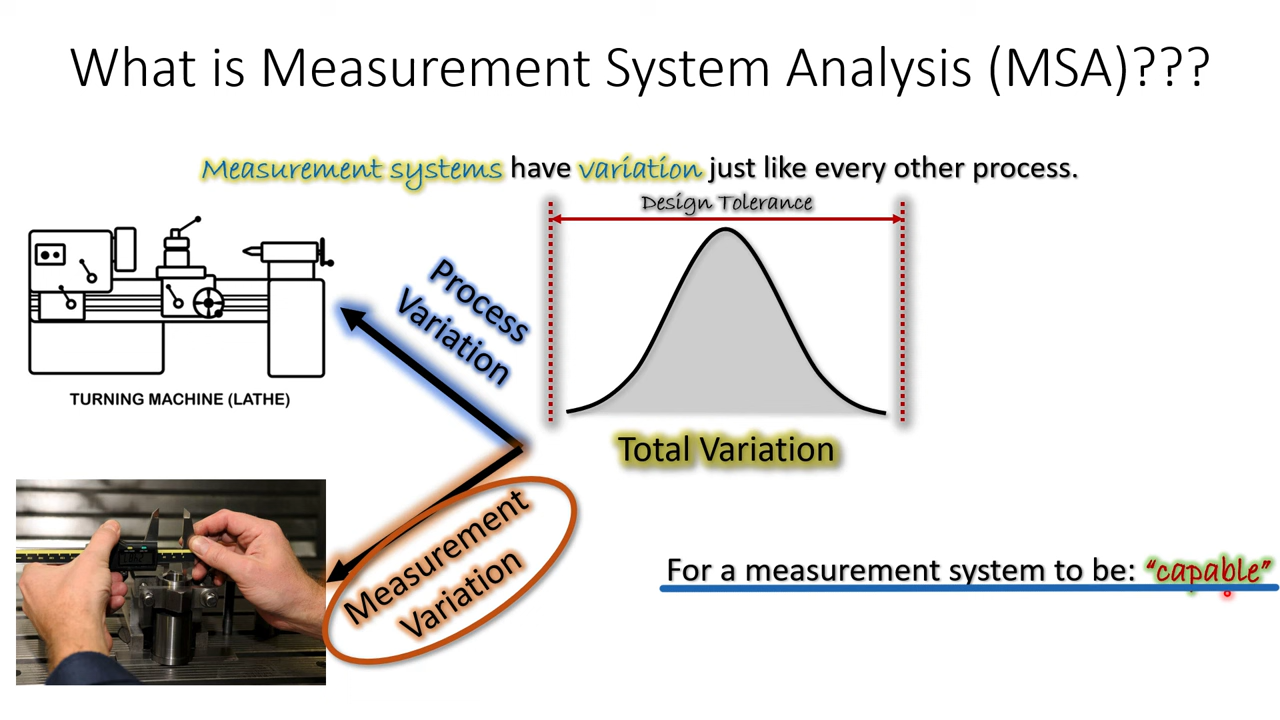 What is Measurement System Analysis (MSA)???
Measurement systems have variation just like every other process.
Design Tolerance
Process
Variation
TURNING MACHINE (LATHE)
Total Variation
Measurement
Variation
For a measurement system to be: “capable”